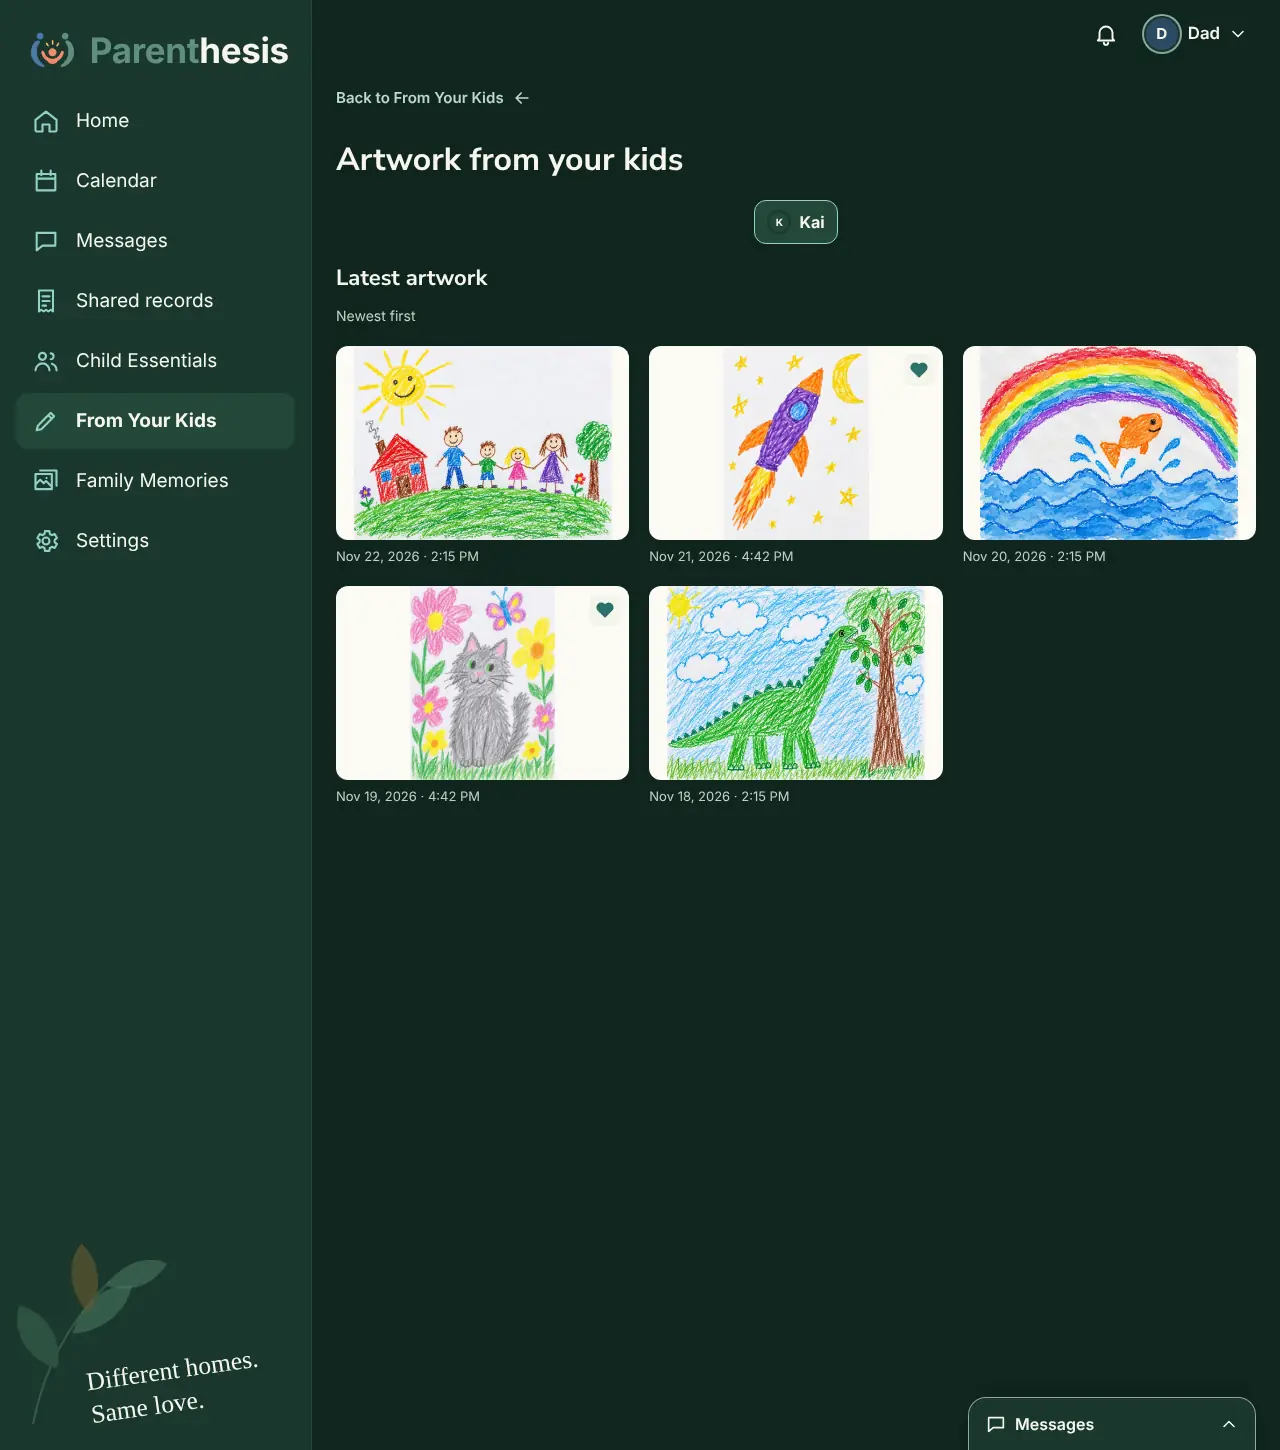 Parenthesis
Home
Calendar
Messages
Shared records
Child Essentials
From Your Kids
Family Memories
Settings
Different homes.
Same love.
D Dad
Back to From Your Kids
Artwork from your kids
K Kai
Latest artwork
Newest first
Nov 22, 2026 · 2:15 PM
Nov 21, 2026 · 4:42 PM
Nov 20, 2026 · 2:15 PM
Nov 19, 2026 · 4:42 PM
Nov 18, 2026 · 2:15 PM
Messages